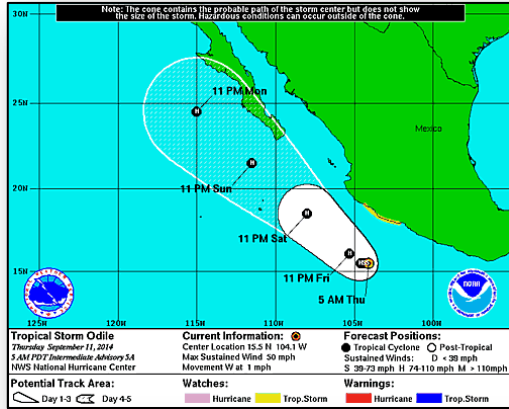 Note: The cone contains the probable path of the storm center but does not show
the size of the storm. Hazardous conditions can occur outside of the cone.
30N
25N
20N
15N
11 PM Mon
H
Mexico
H
11 PM Sun
H
11 PM Sat
H
11 PM Fri
5 AM Thu
NOAA
125W 120W 115W 110W 105W 100W
Tropical Storm Odile
Thursday September 11, 2014
5 AM PDT Intermediate Advisory 5A
NWS National Hurricane Center
Current Information:
Center Location 15.5 N 104.1 W
Max Sustained Wind 50 mph
Movement W at 1 mph
Forecast Positions:
Tropical Cyclone Post-Tropical
Sustained Winds: D < 39 mph
S 39-73 mph H 74-110 mph M > 110mph
Potential Track Area:
Day 1-3 Day 4-5
Watches:
Hurricane Trop.Storm
Warnings:
Hurricane Trop.Storm